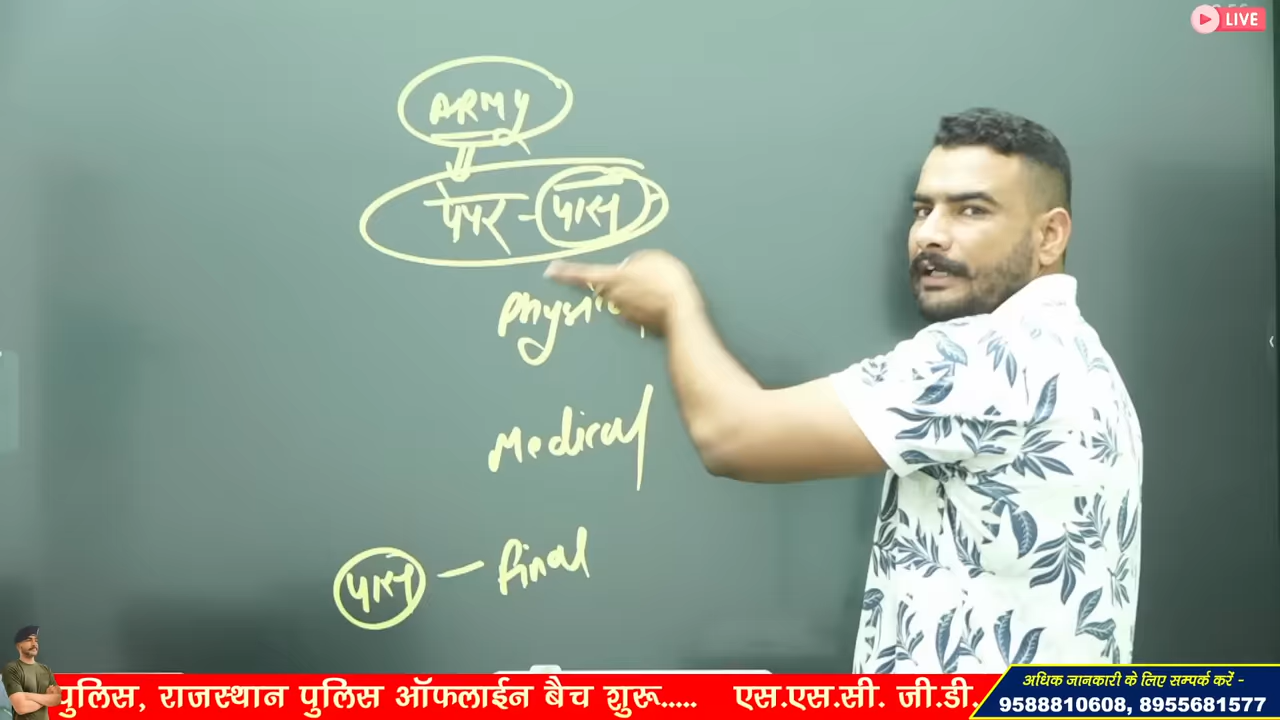 LIVE
ARMY
पेपर - पास
Physical
Medical
पास - final
पुलिस, राजस्थान पुलिस ऑफलाईन बैच शुरू..... एस.एस.सी. जी.डी.
अधिक जानकारी के लिए सम्पर्क करें -
9588810608, 8955681577